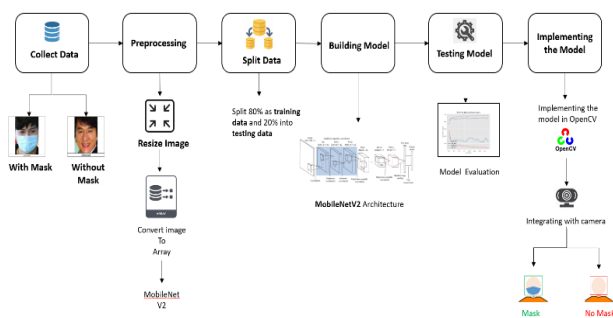 Collect Data
Preprocessing
Split Data
Building Model
Testing Model
Implementing
the Model
With Mask
Without
Mask
Resize Image
Convert image
To
Array
MobileNet
V2
Split 80% as training
data and 20% into
testing data
MobileNetV2 Architecture
Model Evaluation
Implementing the
model in OpenCV
OpenCV
Integrating with camera
Mask
No Mask